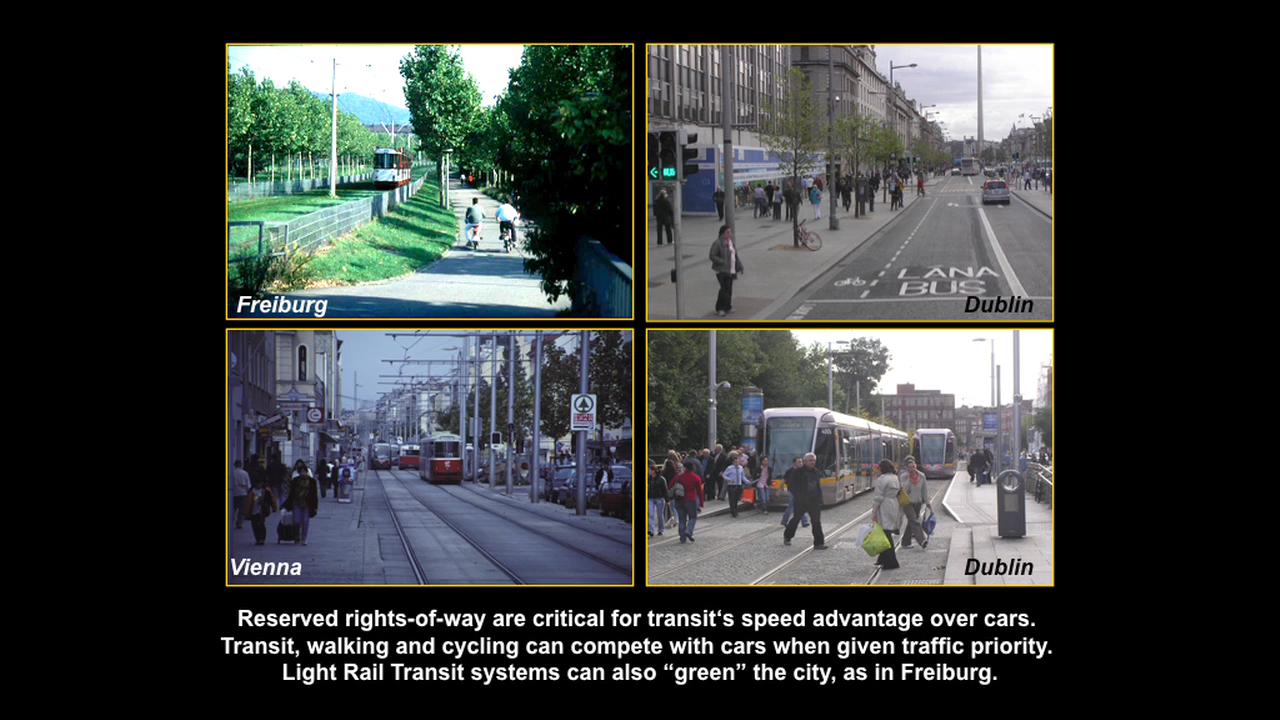 Freiburg
BUS
LÁNA
BUS
Dublin
Vienna
Dublin
Reserved rights-of-way are critical for transit‘s speed advantage over cars.
Transit, walking and cycling can compete with cars when given traffic priority.
Light Rail Transit systems can also “green” the city, as in Freiburg.